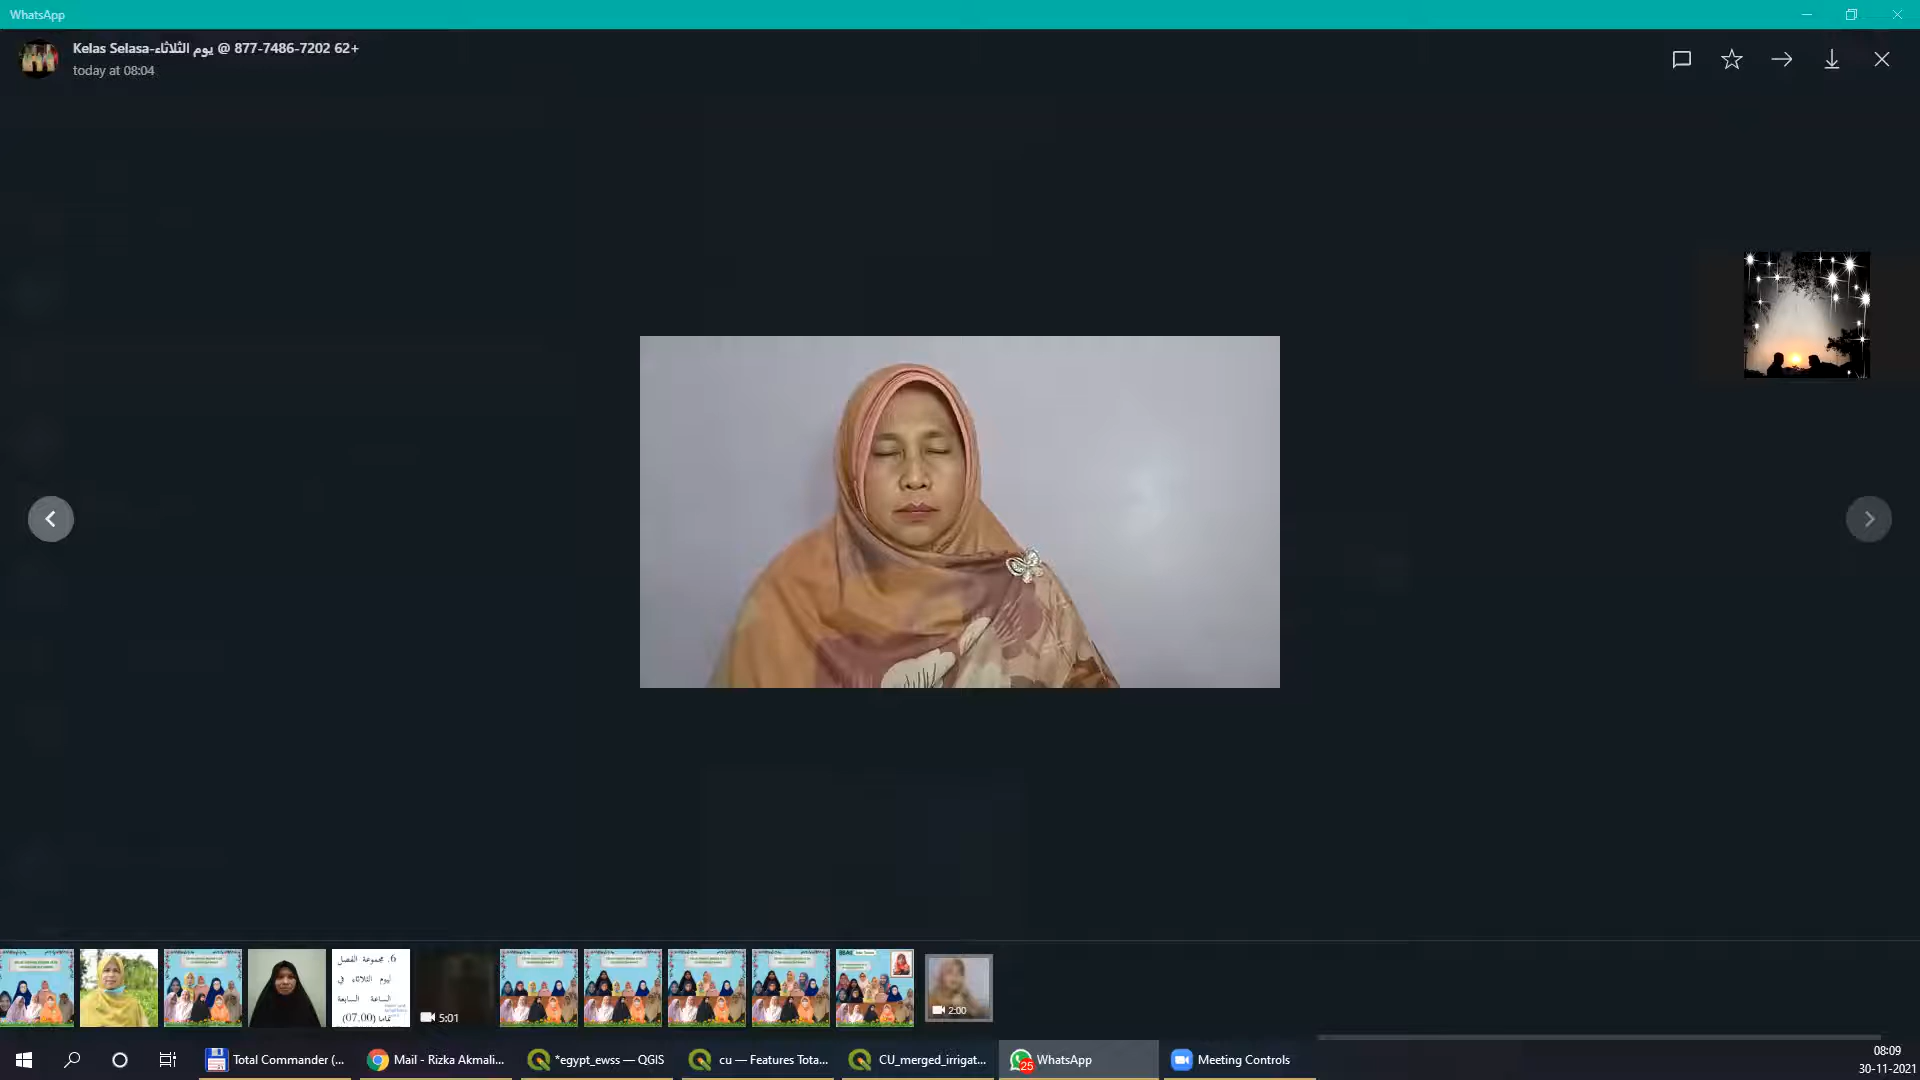 WhatsApp
Kelas Selasa-يوم الثلاثاء @ 877-7486-7202 62+
today at 08:04
6. مجموعة الفصل
ليوم الثلاثاء في
الساعة السابعة
تماما (07.00)
5:01
2:00
Total Commander (...
Mail - Rizka Akmali...
*egypt_ewss — QGIS
cu — Features Tota...
CU_merged_irrigat...
25
WhatsApp
Meeting Controls
08:09
30-11-2021